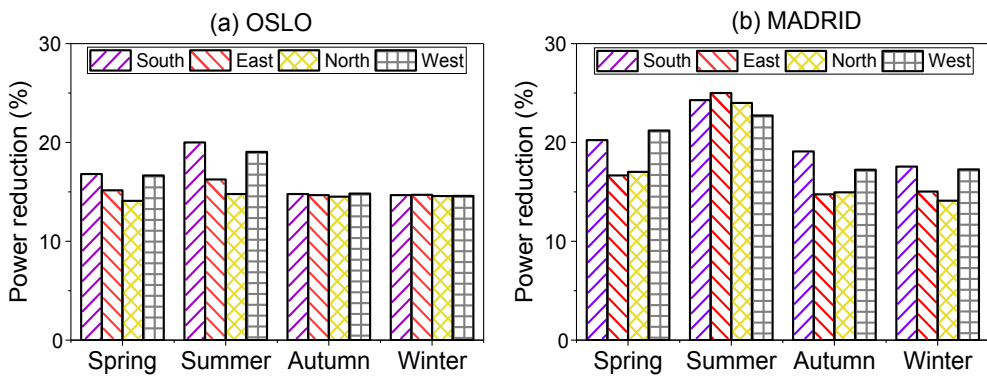 (a) OSLO
Power reduction (%)
30
20
10
0
South East North West
Spring Summer Autumn Winter
(b) MADRID
Power reduction (%)
30
20
10
0
South East North West
Spring Summer Autumn Winter